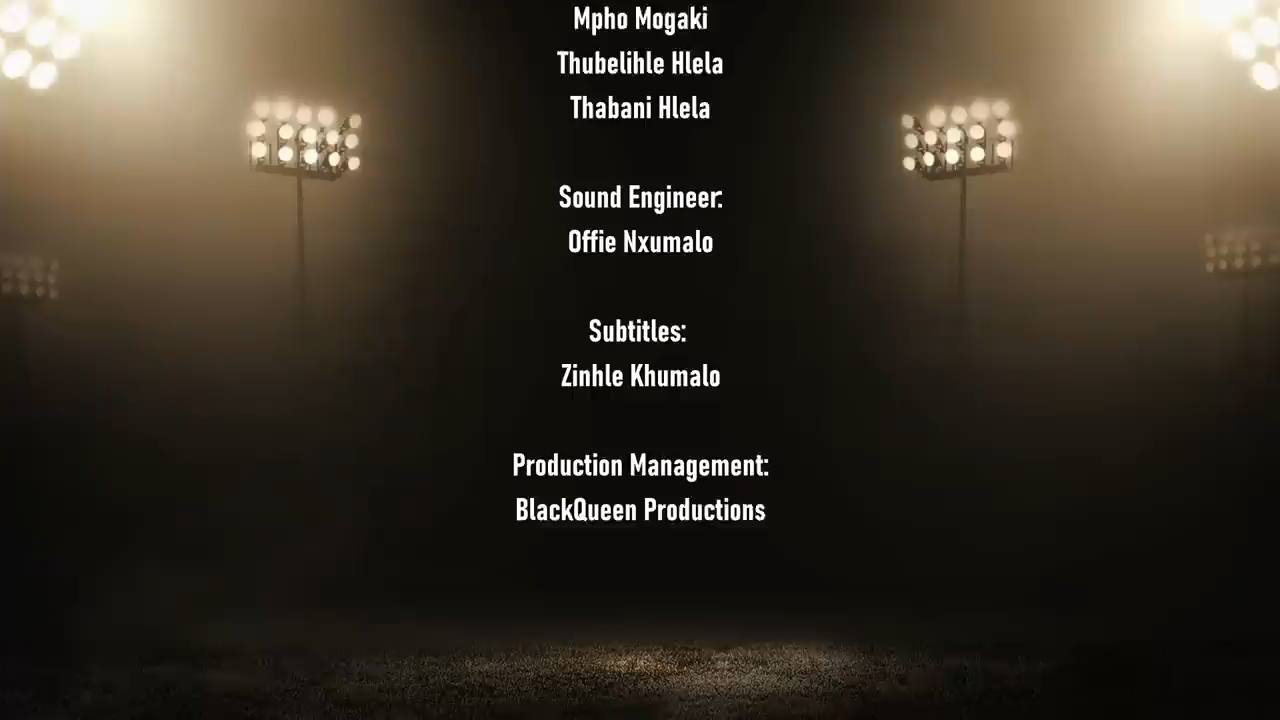 Mpho Mogaki
Thubelihle Hlela
Thabani Hlela
Sound Engineer:
Offie Nxumalo
Subtitles:
Zinhle Khumalo
Production Management:
BlackQueen Productions